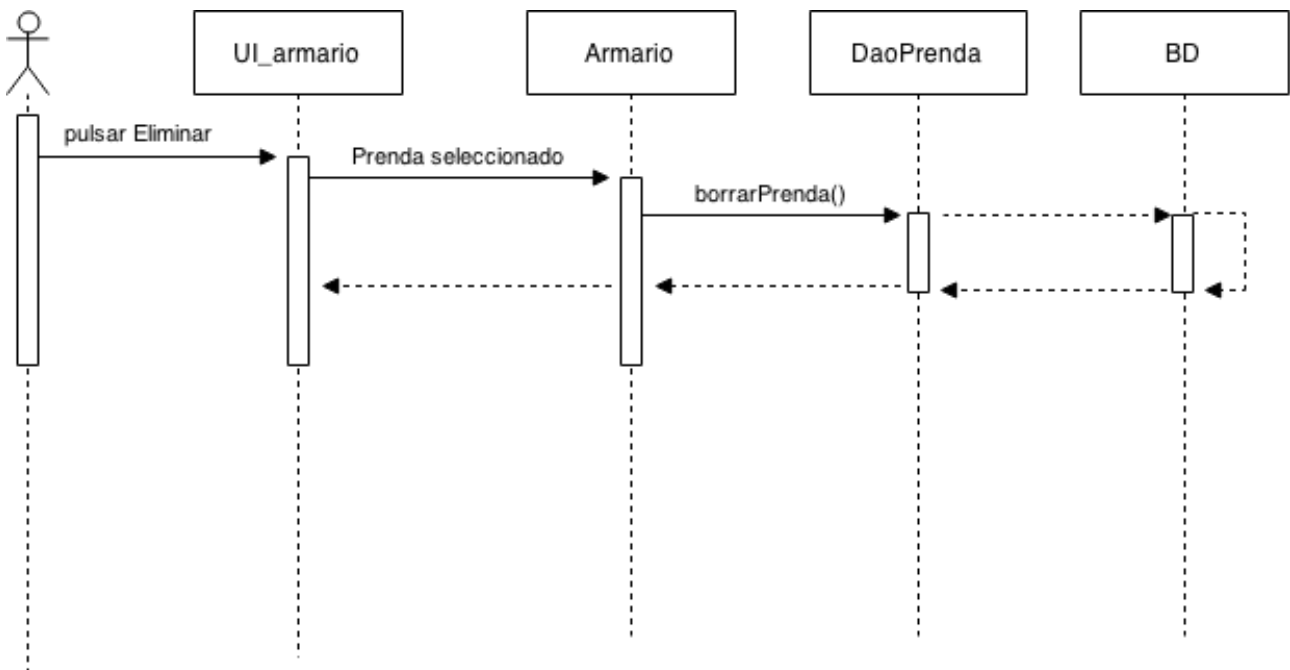 UI_armario
Armario
DaoPrenda
BD
pulsar Eliminar
Prenda seleccionado
borrarPrenda()